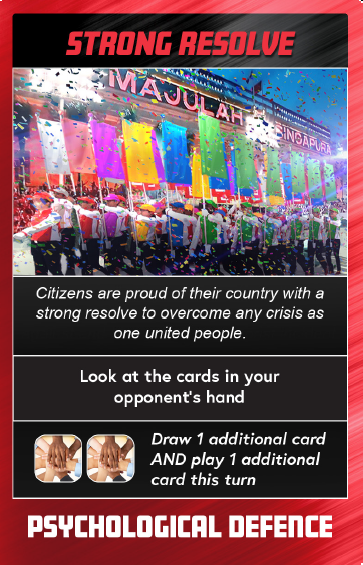 STRONG RESOLVE
MAJULAH
SINGAPURA
Citizens are proud of their country with a
strong resolve to overcome any crisis as
one united people.
Look at the cards in your
opponent's hand
Draw 1 additional card
AND play 1 additional
card this turn
PSYCHOLOGICAL DEFENCE